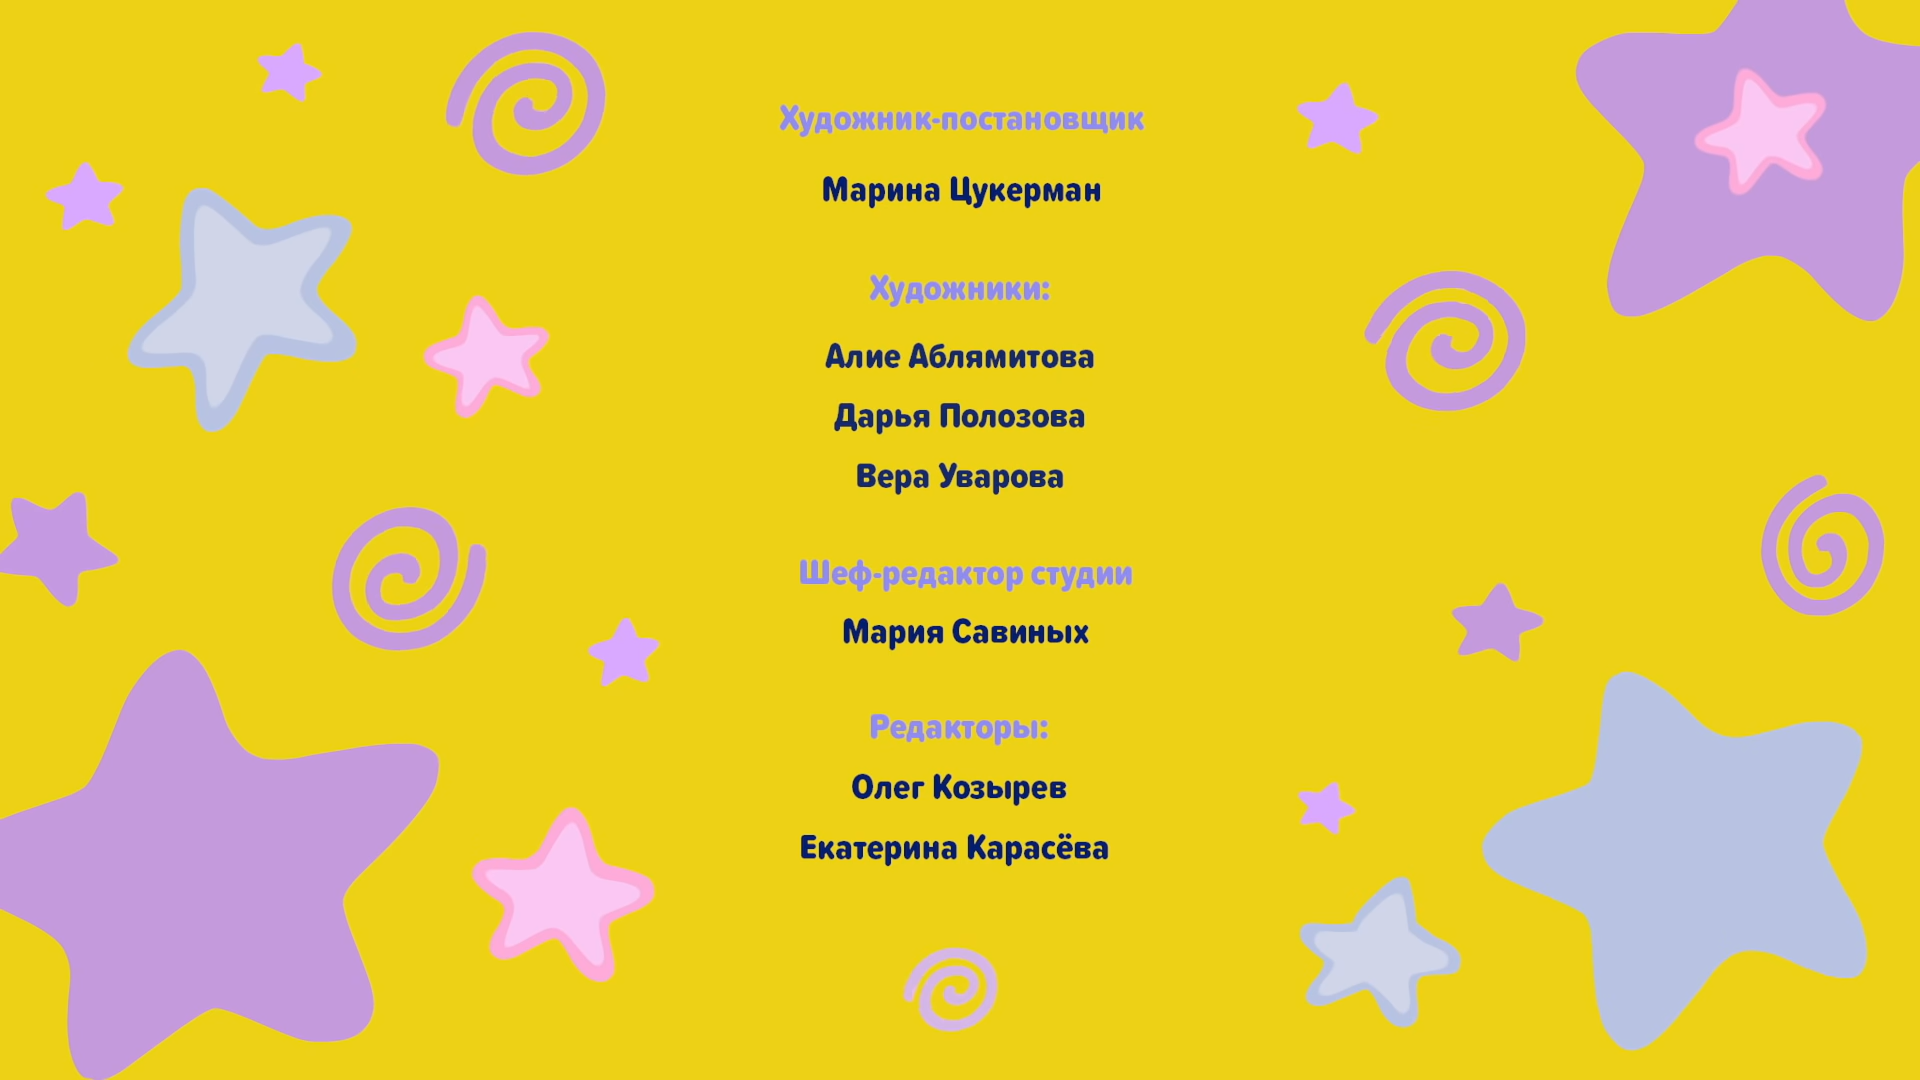 Художник-постановщик
Марина Цукерман
Художники:
Алие Аблямитова
Дарья Полозова
Вера Уварова
Шеф-редактор студии
Мария Савиных
Редакторы:
Олег Козырев
Екатерина Карасёва